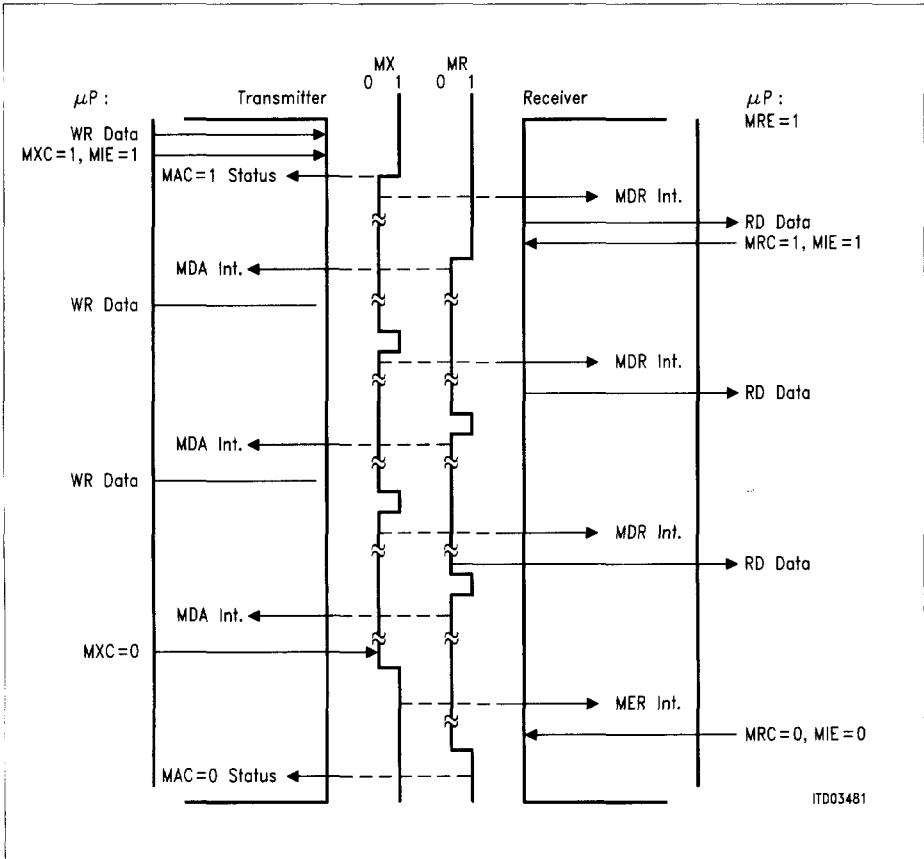 MX MR
0 1 0 1
μP: Transmitter Receiver μP:
MRE=1
WR Data
MXC=1, MIE=1
MAC=1 Status
MDR Int.
RD Data
MRC=1, MIE=1
MDA Int.
WR Data
MDR Int.
RD Data
MDA Int.
WR Data
MDR Int.
RD Data
MDA Int.
MXC=0
MER Int.
MRC=0, MIE=0
MAC=0 Status
ITD03481